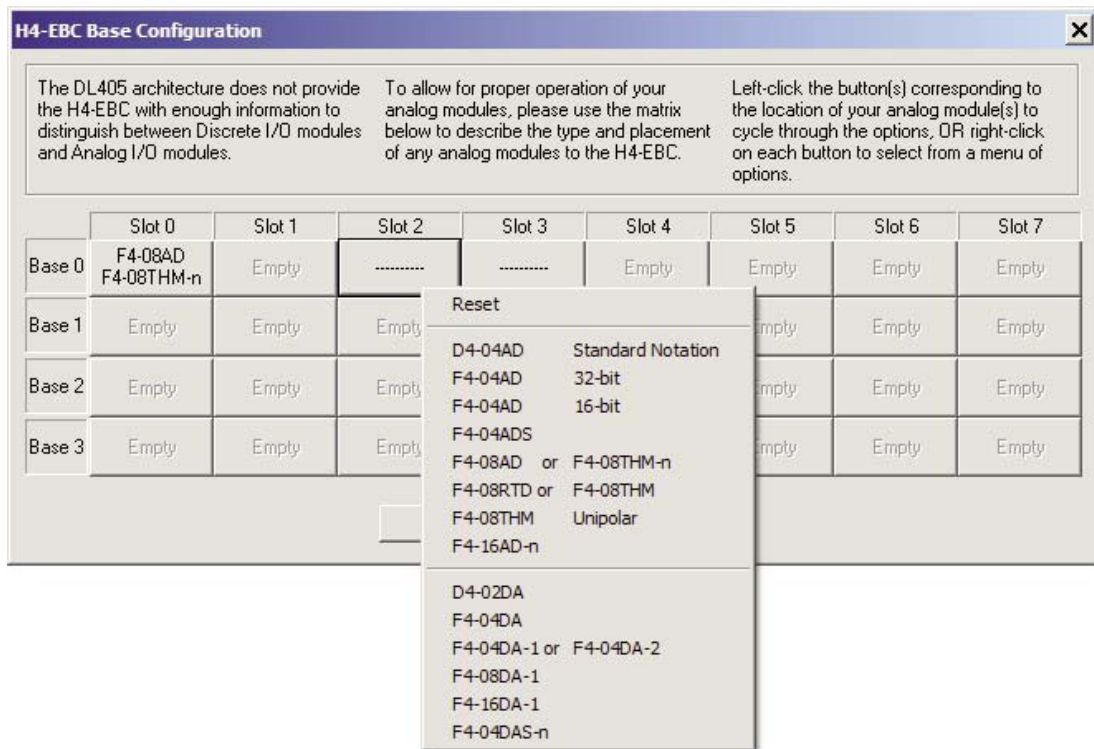 H4-EBC Base Configuration
The DL405 architecture does not provide
the H4-EBC with enough information to
distinguish between Discrete I/O modules
and Analog I/O modules.
To allow for proper operation of your
analog modules, please use the matrix
below to describe the type and placement
of any analog modules to the H4-EBC.
Left-click the button(s) corresponding to
the location of your analog module(s) to
cycle through the options, OR right-click
on each button to select from a menu of
options.
Slot 0 Slot 1 Slot 2 Slot 3 Slot 4 Slot 5 Slot 6 Slot 7
Base 0 F4-08AD Empty ---------- ---------- Empty Empty Empty Empty
F4-08THM-n
Base 1 Empty Empty Empty Empty Empty
Base 2 Empty Empty Empty Empty Empty
Base 3 Empty Empty Empty Empty Empty
Reset
D4-04AD Standard Notation
F4-04AD 32-bit
F4-04AD 16-bit
F4-04ADS
F4-08AD or F4-08THM-n
F4-08RTD or F4-08THM
F4-08THM Unipolar
F4-16AD-n
D4-02DA
F4-04DA
F4-04DA-1 or F4-04DA-2
F4-08DA-1
F4-16DA-1
F4-04DAS-n